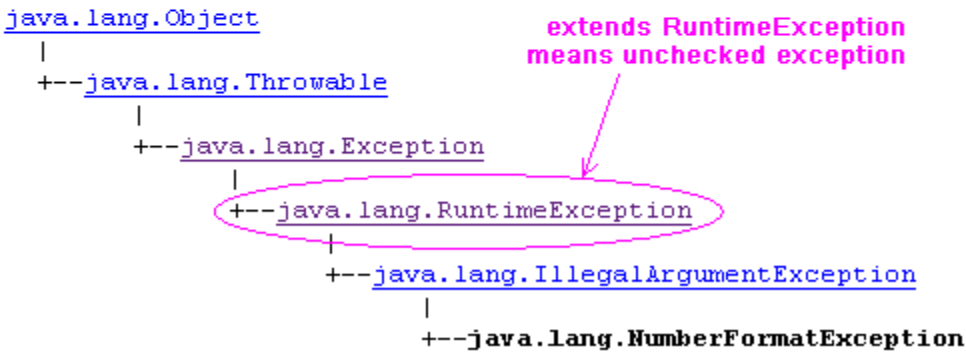 java.lang.Object
extends RuntimeException
means unchecked exception
|
+--java.lang.Throwable
|
+--java.lang.Exception
|
+--java.lang.RuntimeException
|
+--java.lang.IllegalArgumentException
|
+--java.lang.NumberFormatException